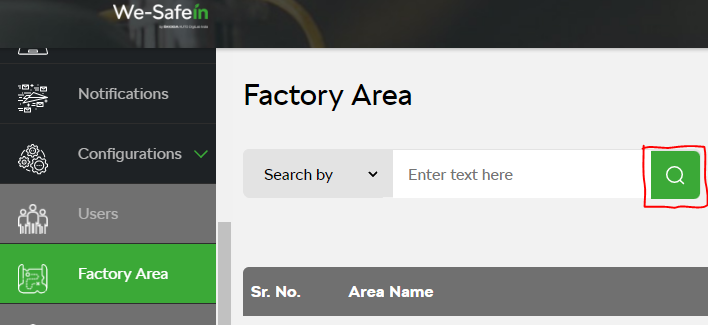 We-Safein
Notifications
Configurations
Users
Factory Area
Factory Area
Search by
Enter text here
Sr. No. Area Name